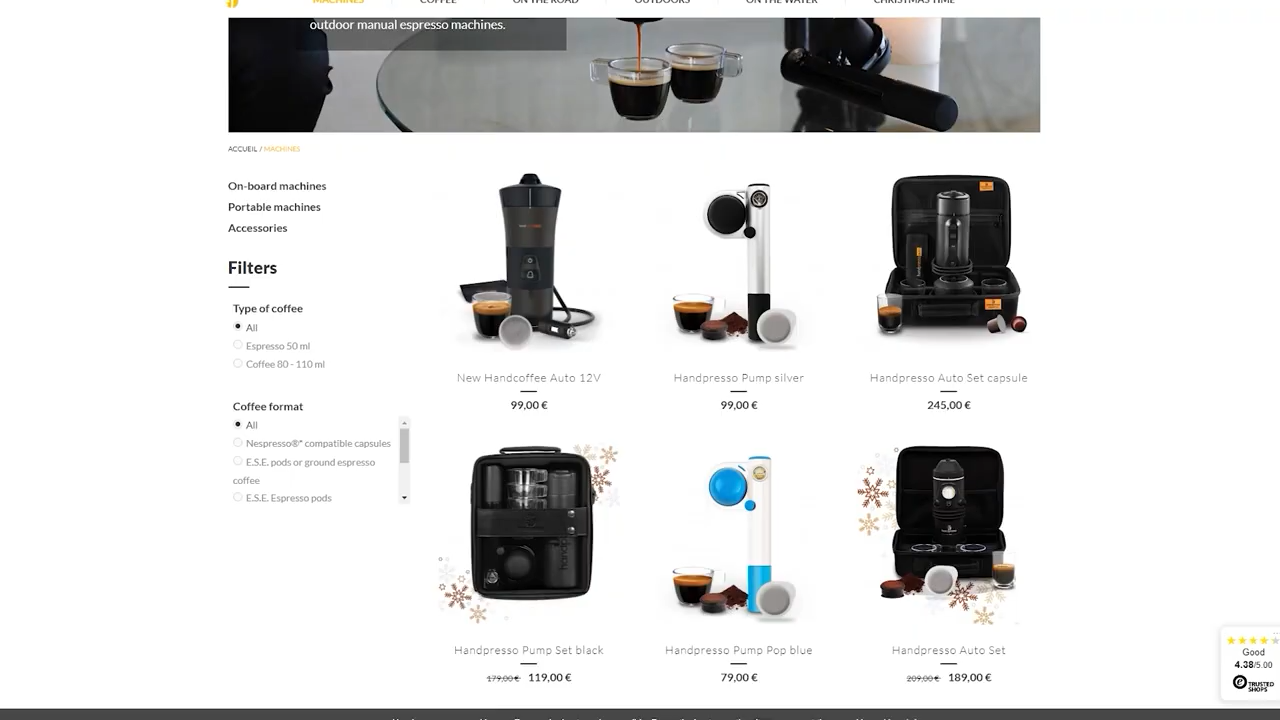 MACHINES COFFEE ON THE ROAD OUTDOORS ON THE WATER CHRISTMAS TIME
outdoor manual espresso machines.
ACCUEIL / MACHINES
On-board machines
Portable machines
Accessories
Filters
Type of coffee
All
Espresso 50 ml
Coffee 80 - 110 ml
Coffee format
All
Nespresso®* compatible capsules
E.S.E. pods or ground espresso
coffee
E.S.E. Espresso pods
New Handcoffee Auto 12V
99,00 €
Handpresso Pump silver
99,00 €
Handpresso Auto Set capsule
245,00 €
Handpresso Pump Set black
179,00 € 119,00 €
Handpresso Pump Pop blue
79,00 €
Handpresso Auto Set
209,00 € 189,00 €
Good
4.38/5.00
TRUSTED
SHOPS